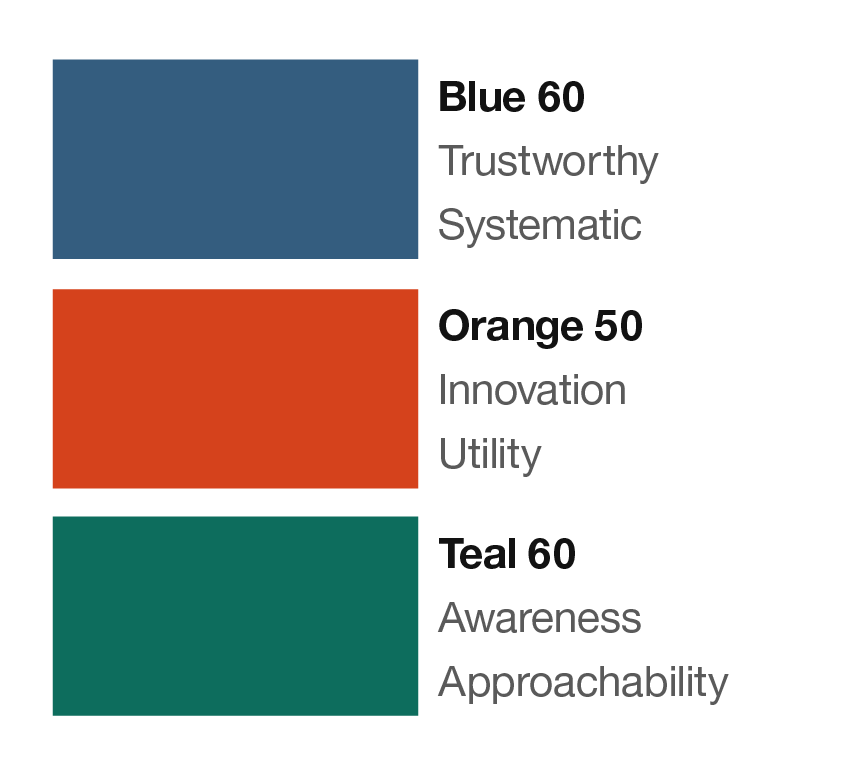 Blue 60
Trustworthy
Systematic
Orange 50
Innovation
Utility
Teal 60
Awareness
Approachability